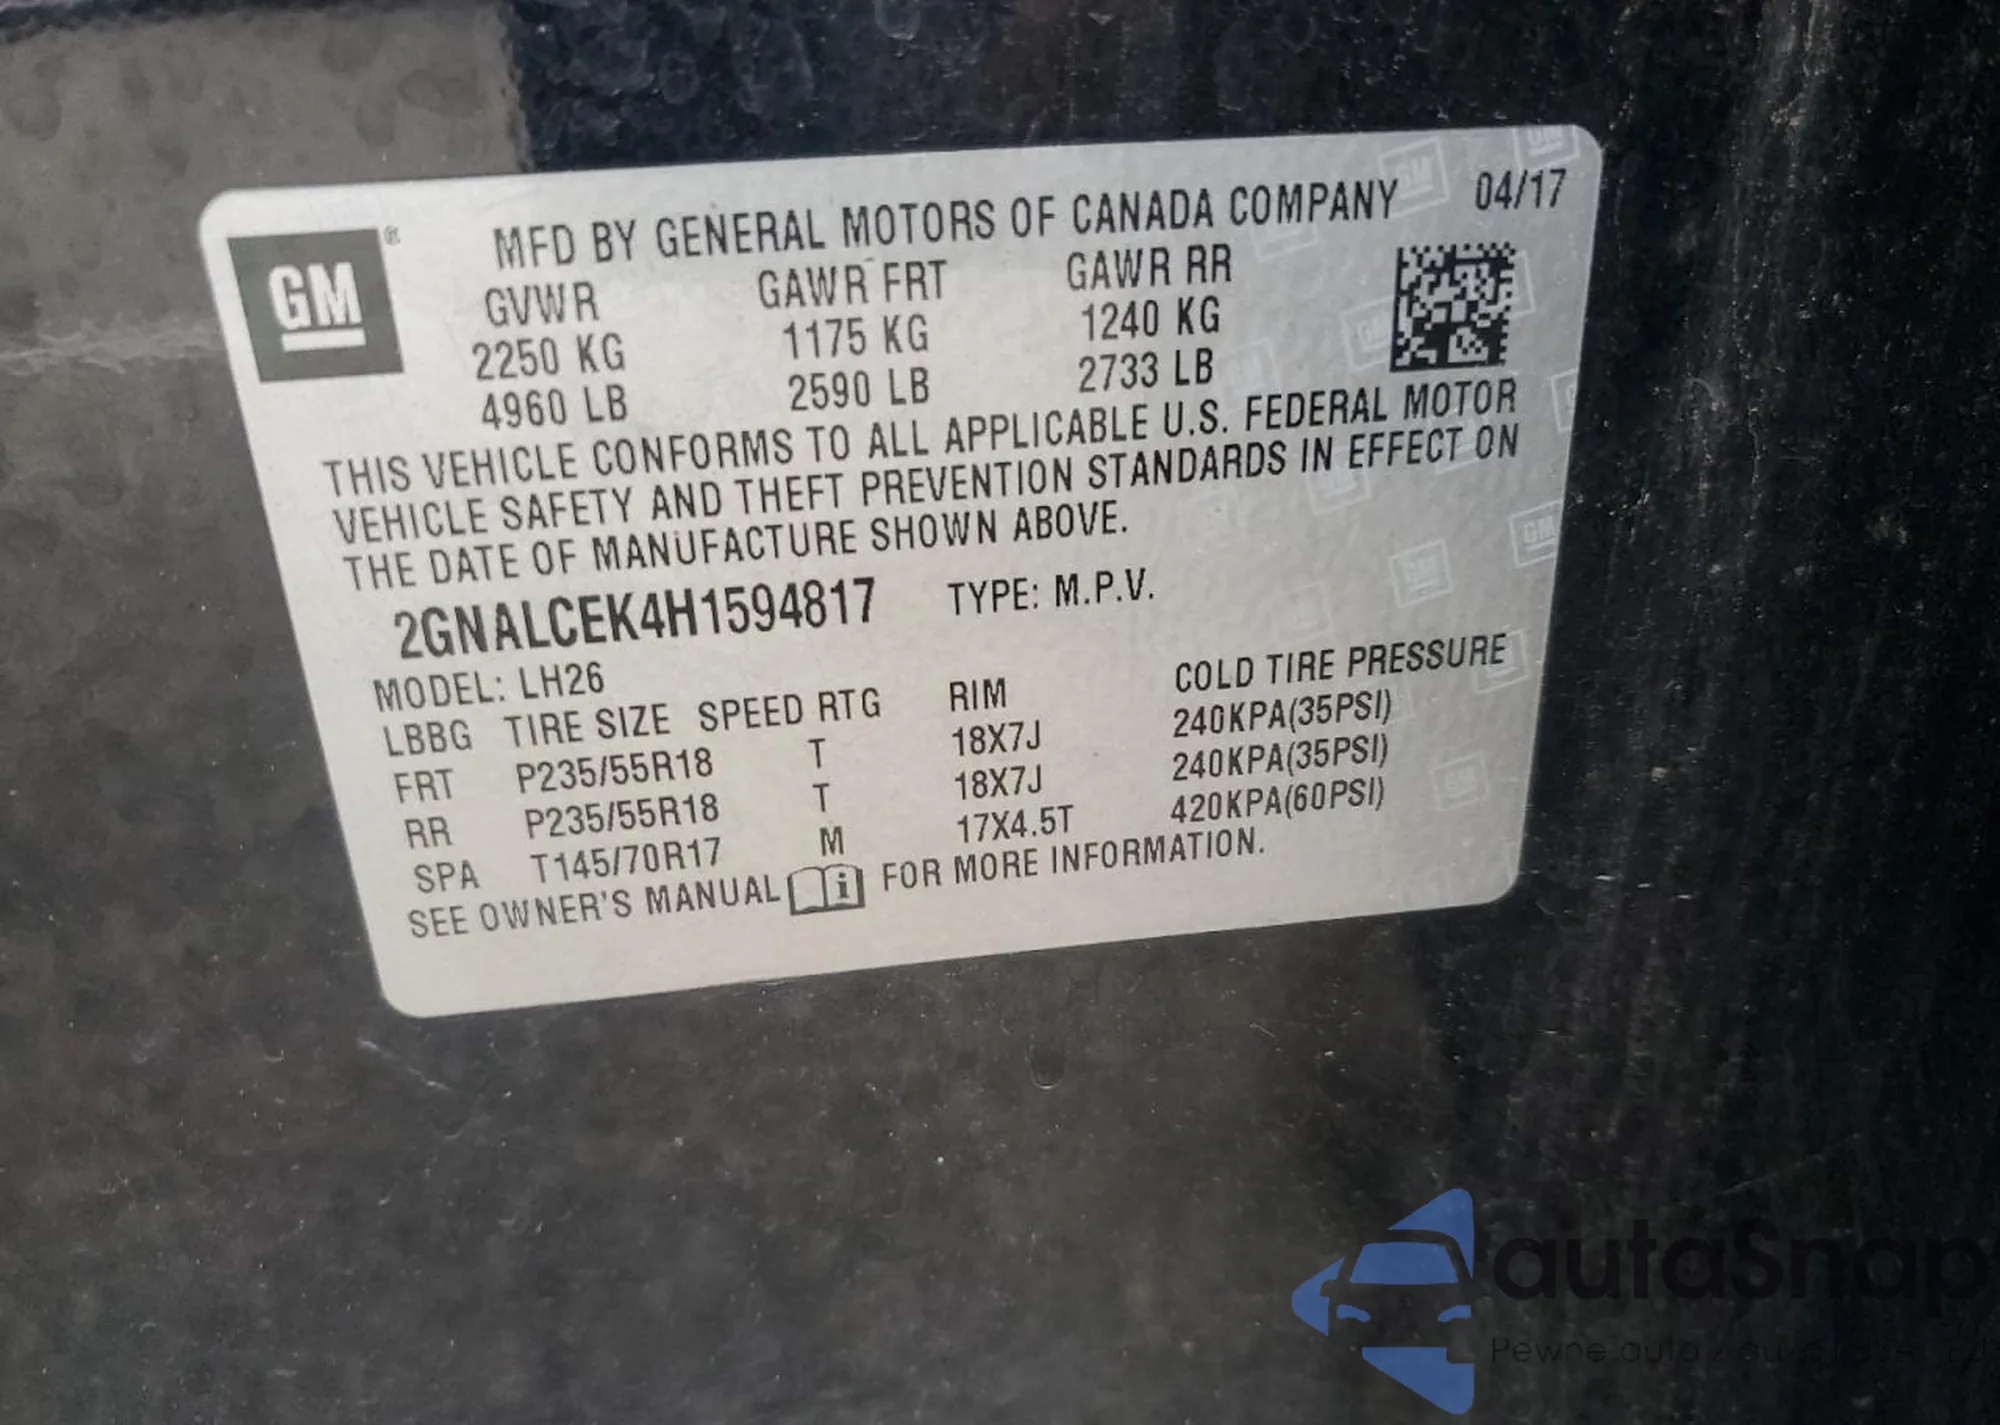 GM ®
MFD BY GENERAL MOTORS OF CANADA COMPANY 04/17
GVWR GAWR FRT GAWR RR
2250 KG 1175 KG 1240 KG
4960 LB 2590 LB 2733 LB
THIS VEHICLE CONFORMS TO ALL APPLICABLE U.S. FEDERAL MOTOR
VEHICLE SAFETY AND THEFT PREVENTION STANDARDS IN EFFECT ON
THE DATE OF MANUFACTURE SHOWN ABOVE.
2GNALCEK4H1594817 TYPE: M.P.V.
MODEL: LH26
LBBG TIRE SIZE SPEED RTG RIM COLD TIRE PRESSURE
FRT P235/55R18 T 18X7J 240KPA(35PSI)
RR P235/55R18 T 18X7J 240KPA(35PSI)
SPA T145/70R17 M 17X4.5T 420KPA(60PSI)
SEE OWNER'S MANUAL FOR MORE INFORMATION.
autaSnap
Pewne auta